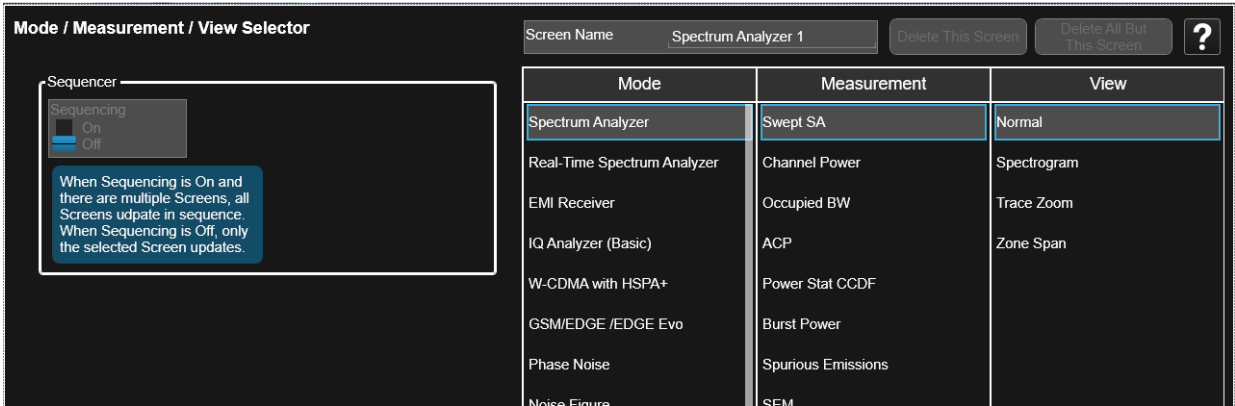 Mode / Measurement / View Selector
Screen Name
Spectrum Analyzer 1
Delete This Screen
Delete All But
This Screen
?
Sequencer
Sequencing
On
Off
When Sequencing is On and
there are multiple Screens, all
Screens udpate in sequence.
When Sequencing is Off, only
the selected Screen updates.
Mode
Measurement
View
Spectrum Analyzer
Swept SA
Normal
Real-Time Spectrum Analyzer
Channel Power
Spectrogram
EMI Receiver
Occupied BW
Trace Zoom
IQ Analyzer (Basic)
ACP
Zone Span
W-CDMA with HSPA+
Power Stat CCDF
GSM/EDGE /EDGE Evo
Burst Power
Phase Noise
Spurious Emissions
Noise Figure
SEM